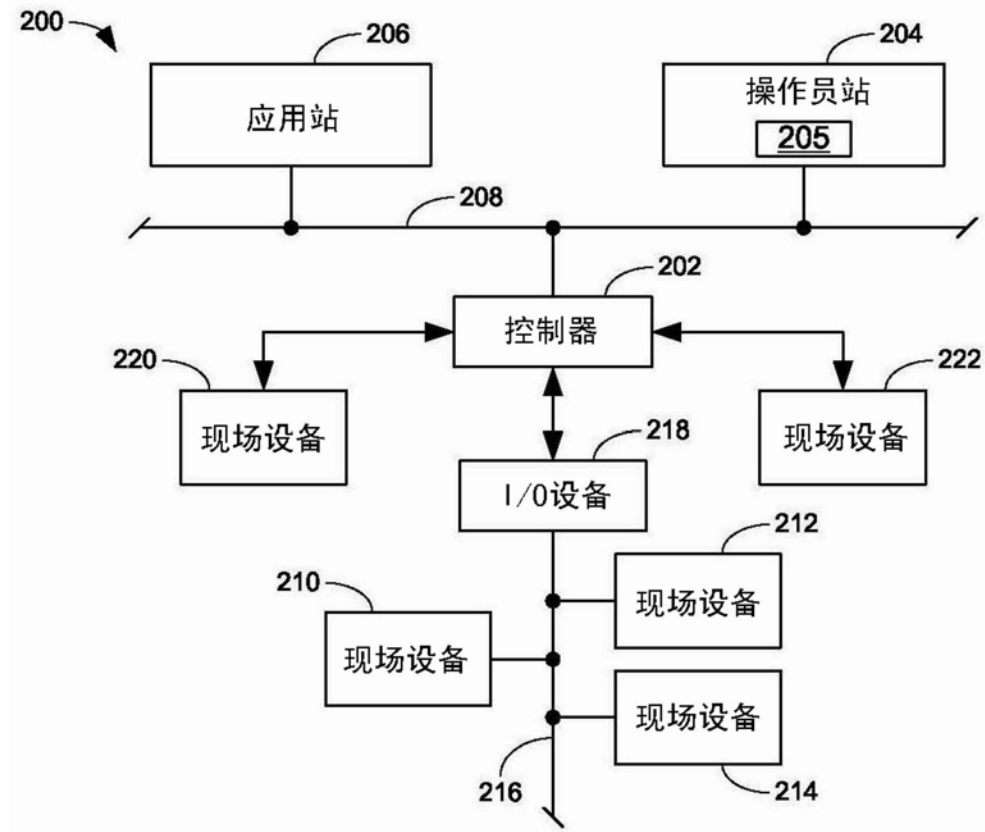 200
206
204
应用站
操作员站
205
208
202
控制器
220
222
现场设备
现场设备
218
I/O设备
212
210
现场设备
现场设备
现场设备
216
214